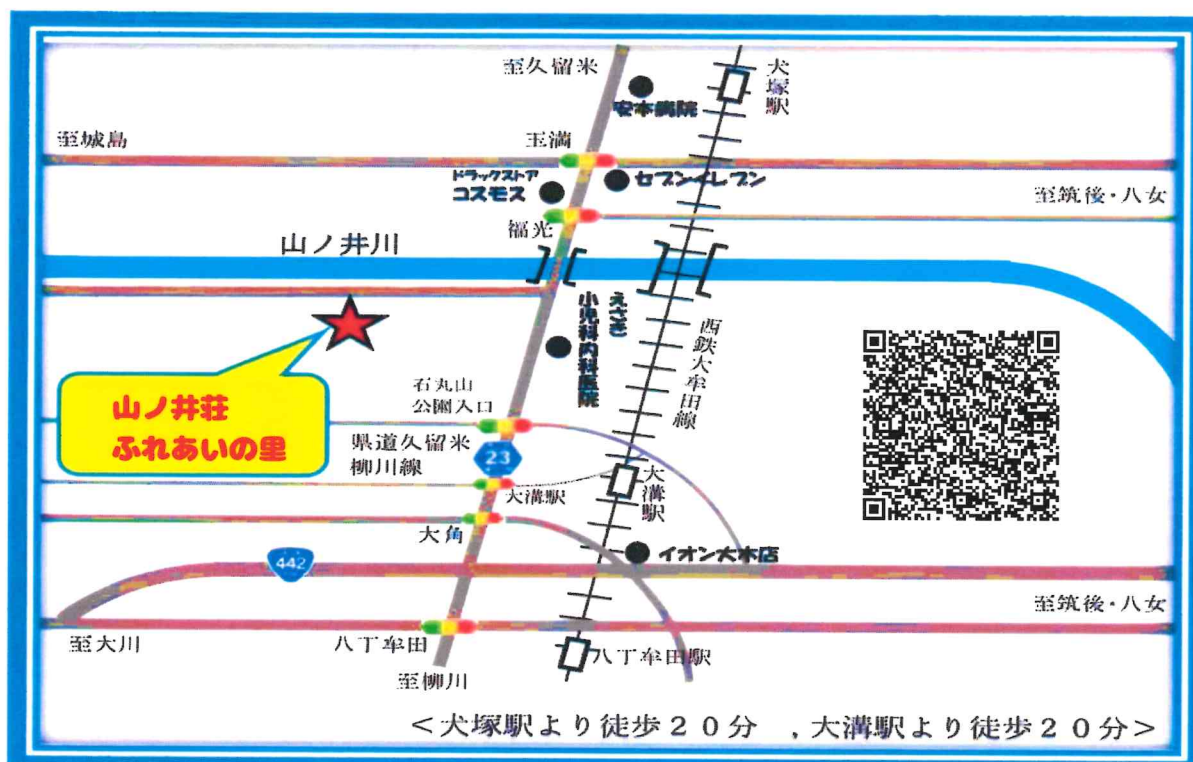 至久留米
犬塚駅
安本病院
至城島
玉満
ドラックストア
コスモス
セブンイレブン
至筑後・八女
福光
山ノ井川
えさき
小児科内科医院
西鉄大牟田線
山ノ井荘
ふれあいの里
石丸山
公園入口
県道久留米
柳川線
23
大溝駅
大溝駅
大角
イオン大木店
442
至筑後・八女
至大川
八丁牟田
八丁牟田駅
至柳川
＜犬塚駅より徒歩２０分　，大溝駅より徒歩２０分＞